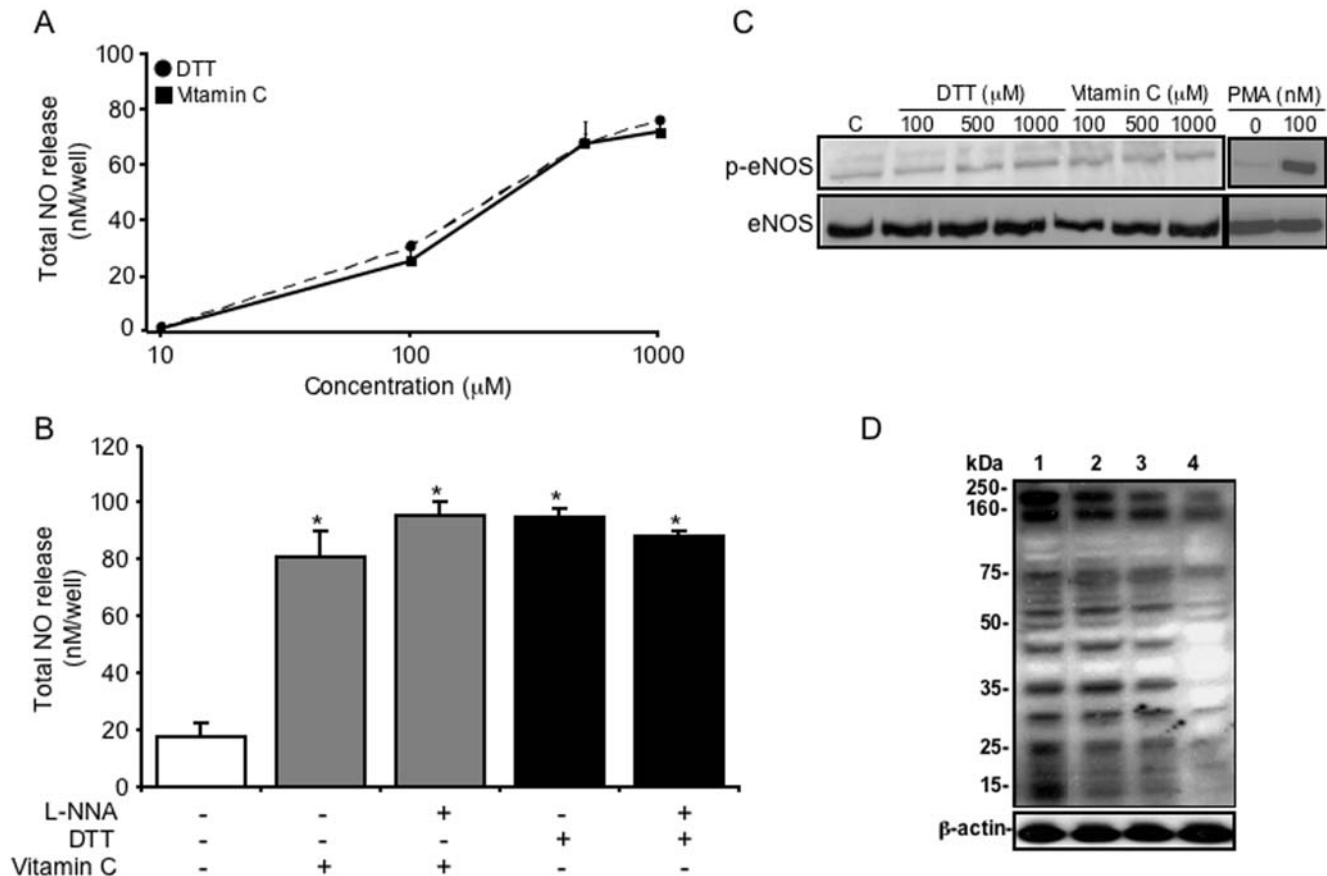 A
100
80
60
40
20
0
Total NO release
(nM/well)
DTT
Vitamin C
10 100 1000
Concentration (µM)
C
DTT (µM) Vitamin C (µM) PMA (nM)
C 100 500 1000 100 500 1000 0 100
p-eNOS
eNOS
B
120
100
80
60
40
20
0
Total NO release
(nM/well)
* * * *
L-NNA - - + - +
DTT - - - + +
Vitamin C - + + - -
D
kDa 1 2 3 4
250-
160-
75-
50-
35-
25-
15-
β-actin-